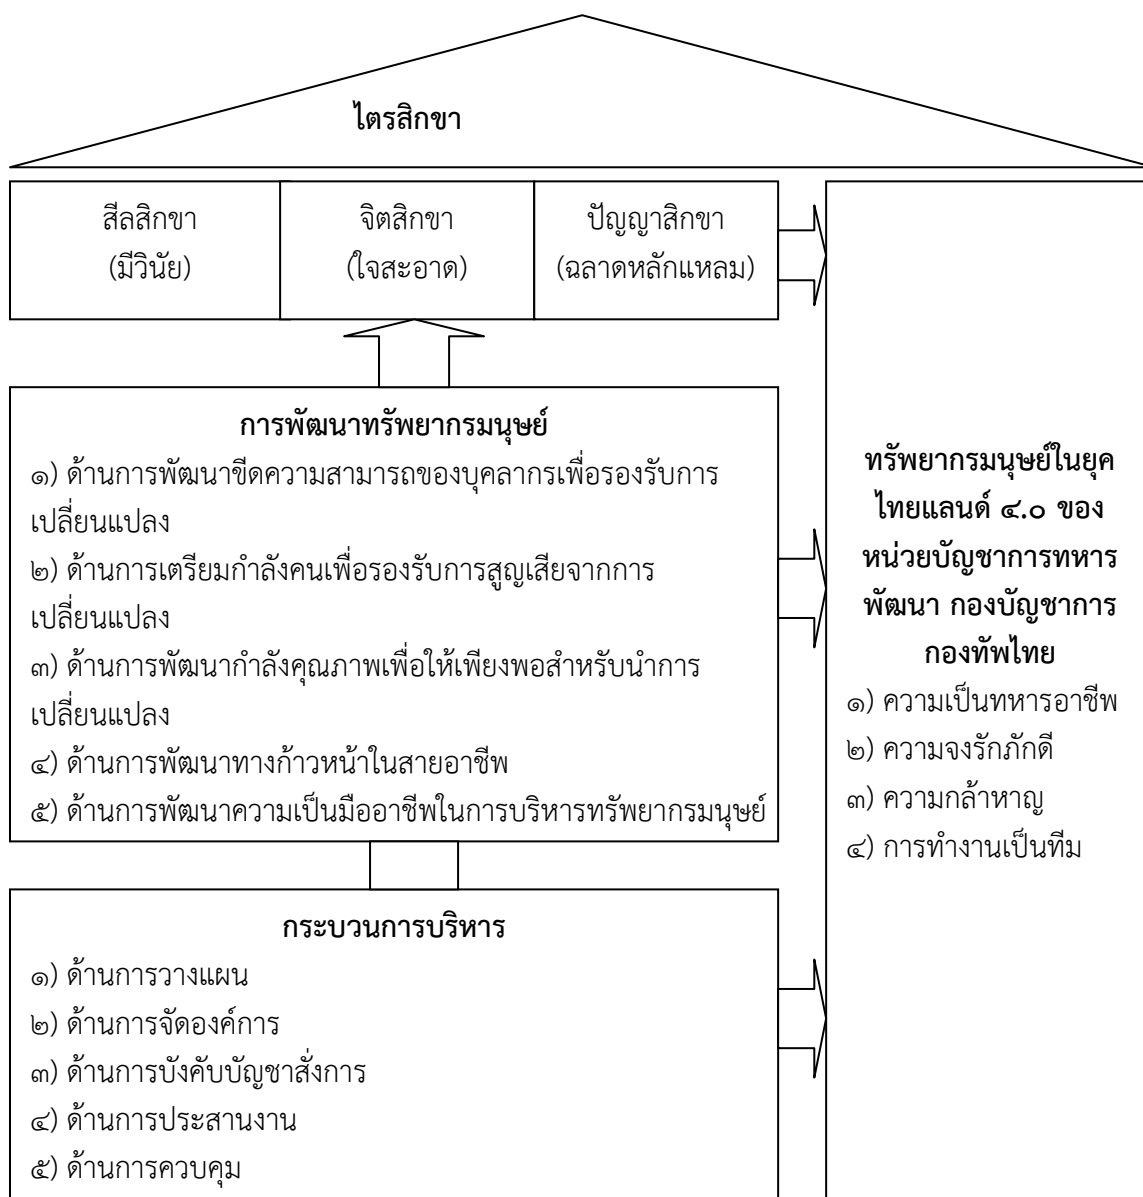 ไตรสิกขา
สีลสิกขา
(มีวินัย)
จิตสิกขา
(ใจสะอาด)
ปัญญาสิกขา
(ฉลาดหลักแหลม)
การพัฒนาทรัพยากรมนุษย์
๑) ด้านการพัฒนาขีดความสามารถของบุคลากรเพื่อรองรับการ
เปลี่ยนแปลง
๒) ด้านการเตรียมกำลังคนเพื่อรองรับการสูญเสียจากการ
เปลี่ยนแปลง
๓) ด้านการพัฒนากำลังคุณภาพเพื่อให้เพียงพอสำหรับนำการ
เปลี่ยนแปลง
๔) ด้านการพัฒนาทางก้าวหน้าในสายอาชีพ
๕) ด้านการพัฒนาความเป็นมืออาชีพในการบริหารทรัพยากรมนุษย์
กระบวนการบริหาร
๑) ด้านการวางแผน
๒) ด้านการจัดองค์การ
๓) ด้านการบังคับบัญชาสั่งการ
๔) ด้านการประสานงาน
๕) ด้านการควบคุม
ทรัพยากรมนุษย์ในยุค
ไทยแลนด์ ๔.๐ ของ
หน่วยบัญชาการทหาร
พัฒนา กองบัญชาการ
กองทัพไทย
๑) ความเป็นทหารอาชีพ
๒) ความจงรักภักดี
๓) ความกล้าหาญ
๔) การทำงานเป็นทีม